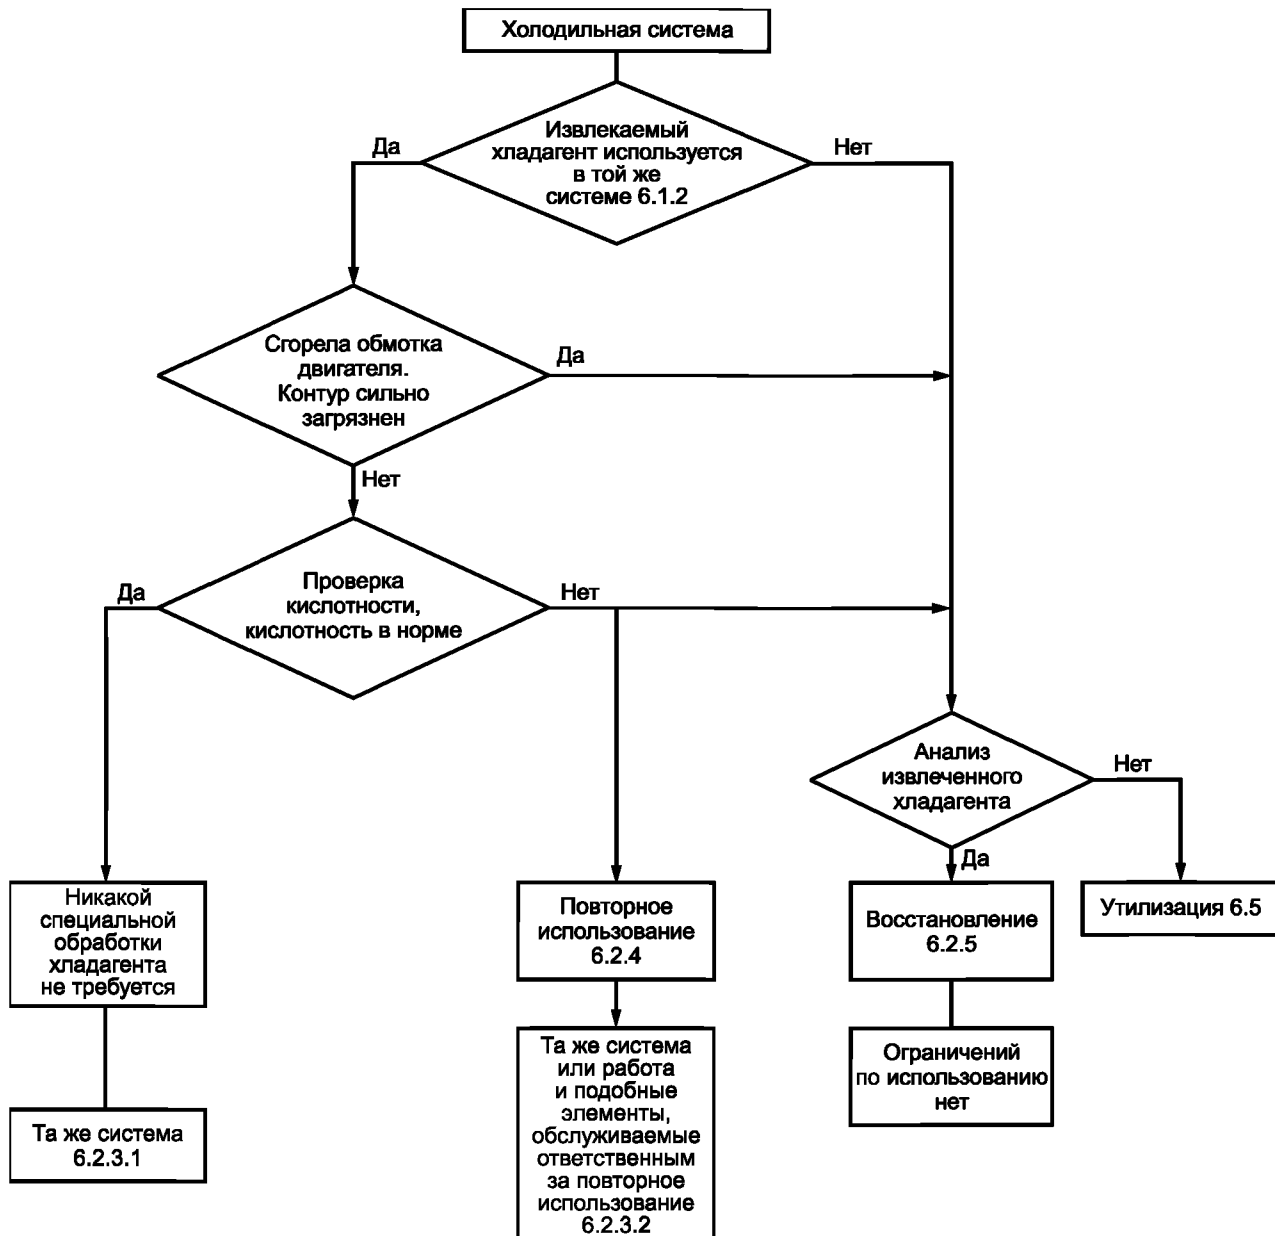 Холодильная система
Извлекаемый
хладагент используется
в той же
системе 6.1.2
Да
Нет
Сгорела обмотка
двигателя.
Контур сильно
загрязнен
Да
Нет
Проверка
кислотности,
кислотность в норме
Да
Нет
Анализ
извлеченного
хладагента
Нет
Да
Никакой
специальной
обработки
хладагента
не требуется
Повторное
использование
6.2.4
Восстановление
6.2.5
Утилизация 6.5
Та же система
6.2.3.1
Та же система
или работа
и подобные
элементы,
обслуживаемые
ответственным
за повторное
использование
6.2.3.2
Ограничений
по использованию
нет